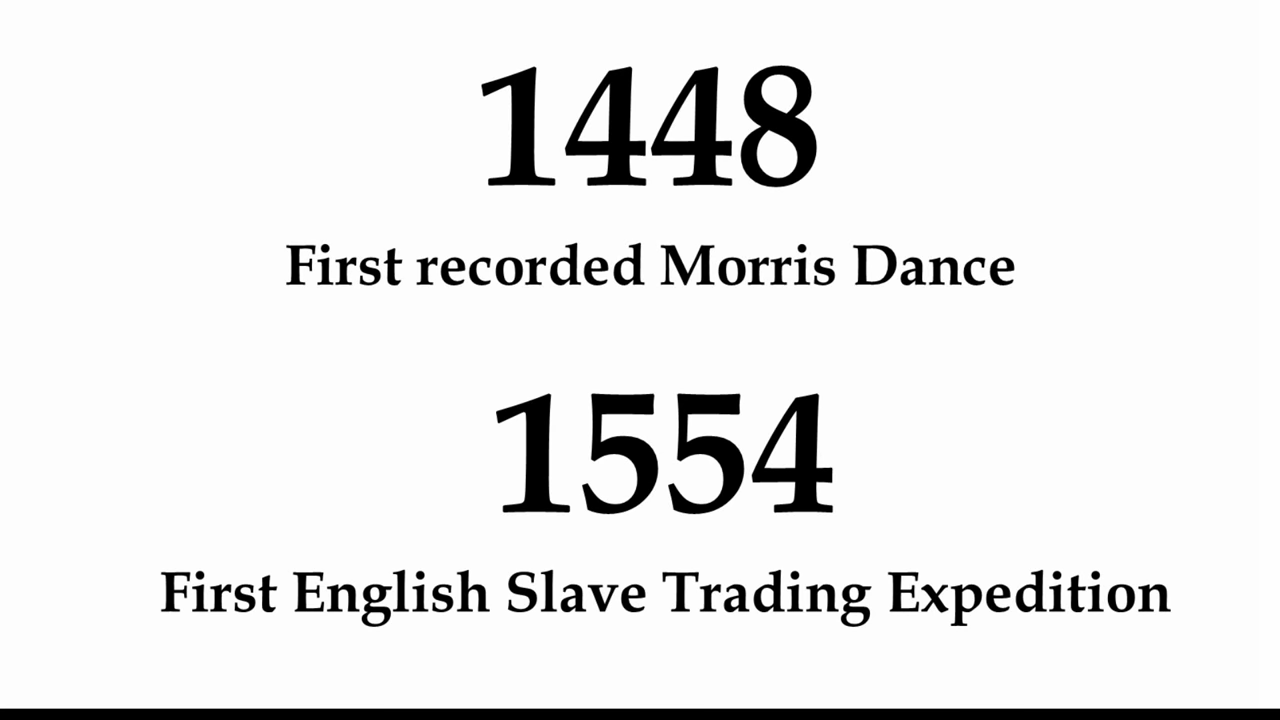 1448
First recorded Morris Dance
1554
First English Slave Trading Expedition